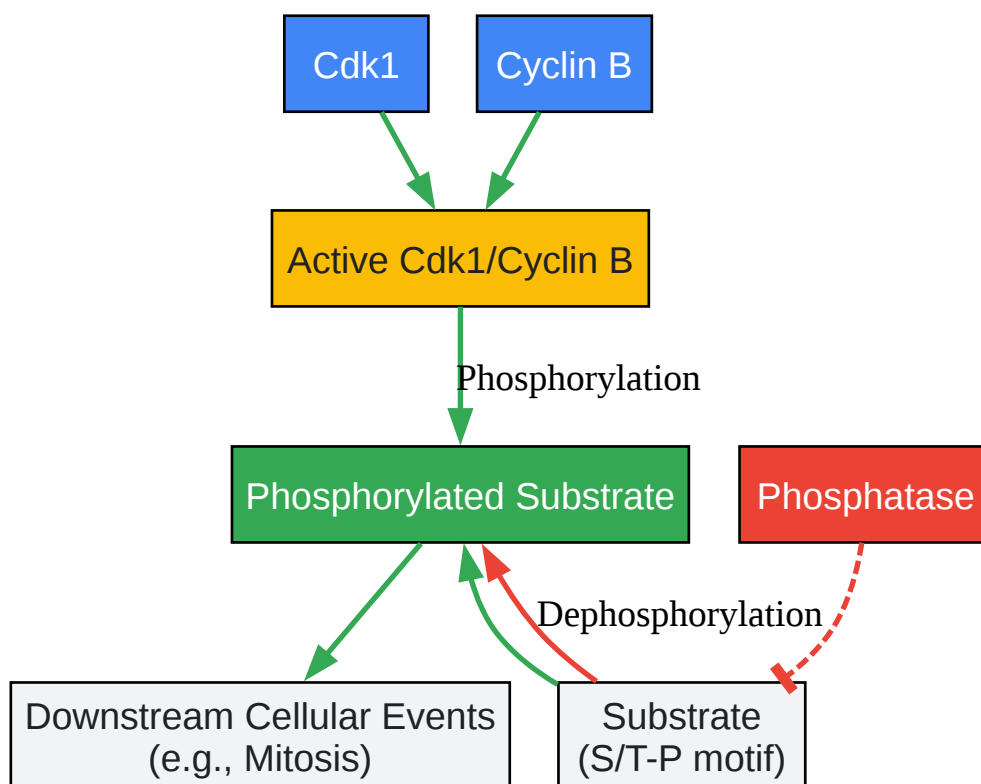 Cdk1
Cyclin B
Active Cdk1/Cyclin B
Phosphorylation
Phosphorylated Substrate
Phosphatase
Dephosphorylation
Downstream Cellular Events
(e.g., Mitosis)
Substrate
(S/T-P motif)